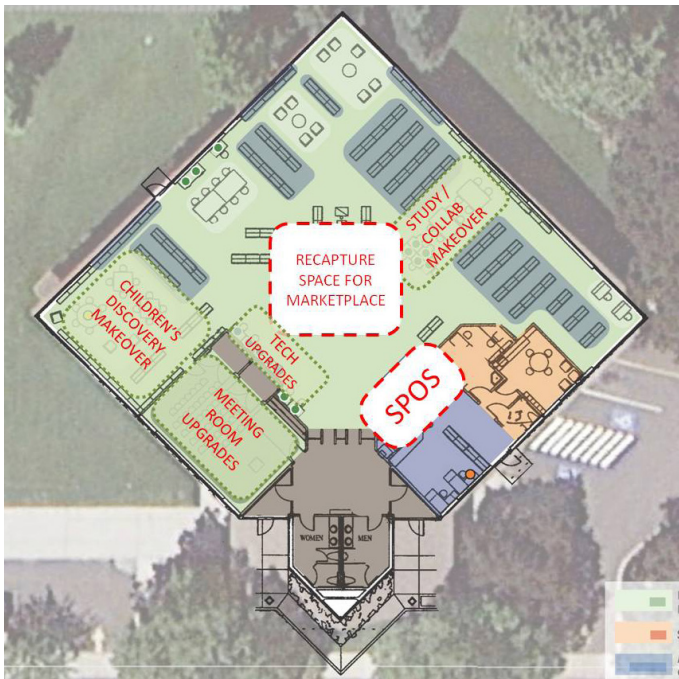 STUDY /
COLLAB
MAKEOVER
RECAPTURE
SPACE FOR
MARKETPLACE
CHILDREN'S
DISCOVERY
MAKEOVER
TECH
UPGRADES
SPOS
MEETING
ROOM
UPGRADES
WOMEN
MEN